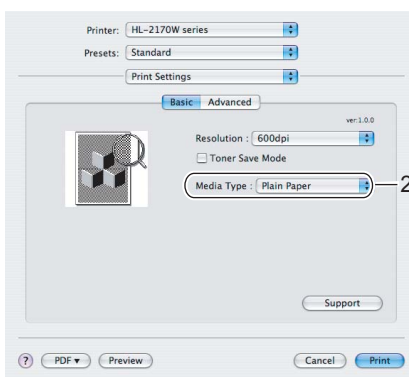 Printer: HL-2170W series
Presets: Standard
Print Settings
Basic Advanced
ver:1.0.0
Resolution : 600dpi
Toner Save Mode
Media Type : Plain Paper
2
Support
? PDF ▼ Preview Cancel Print